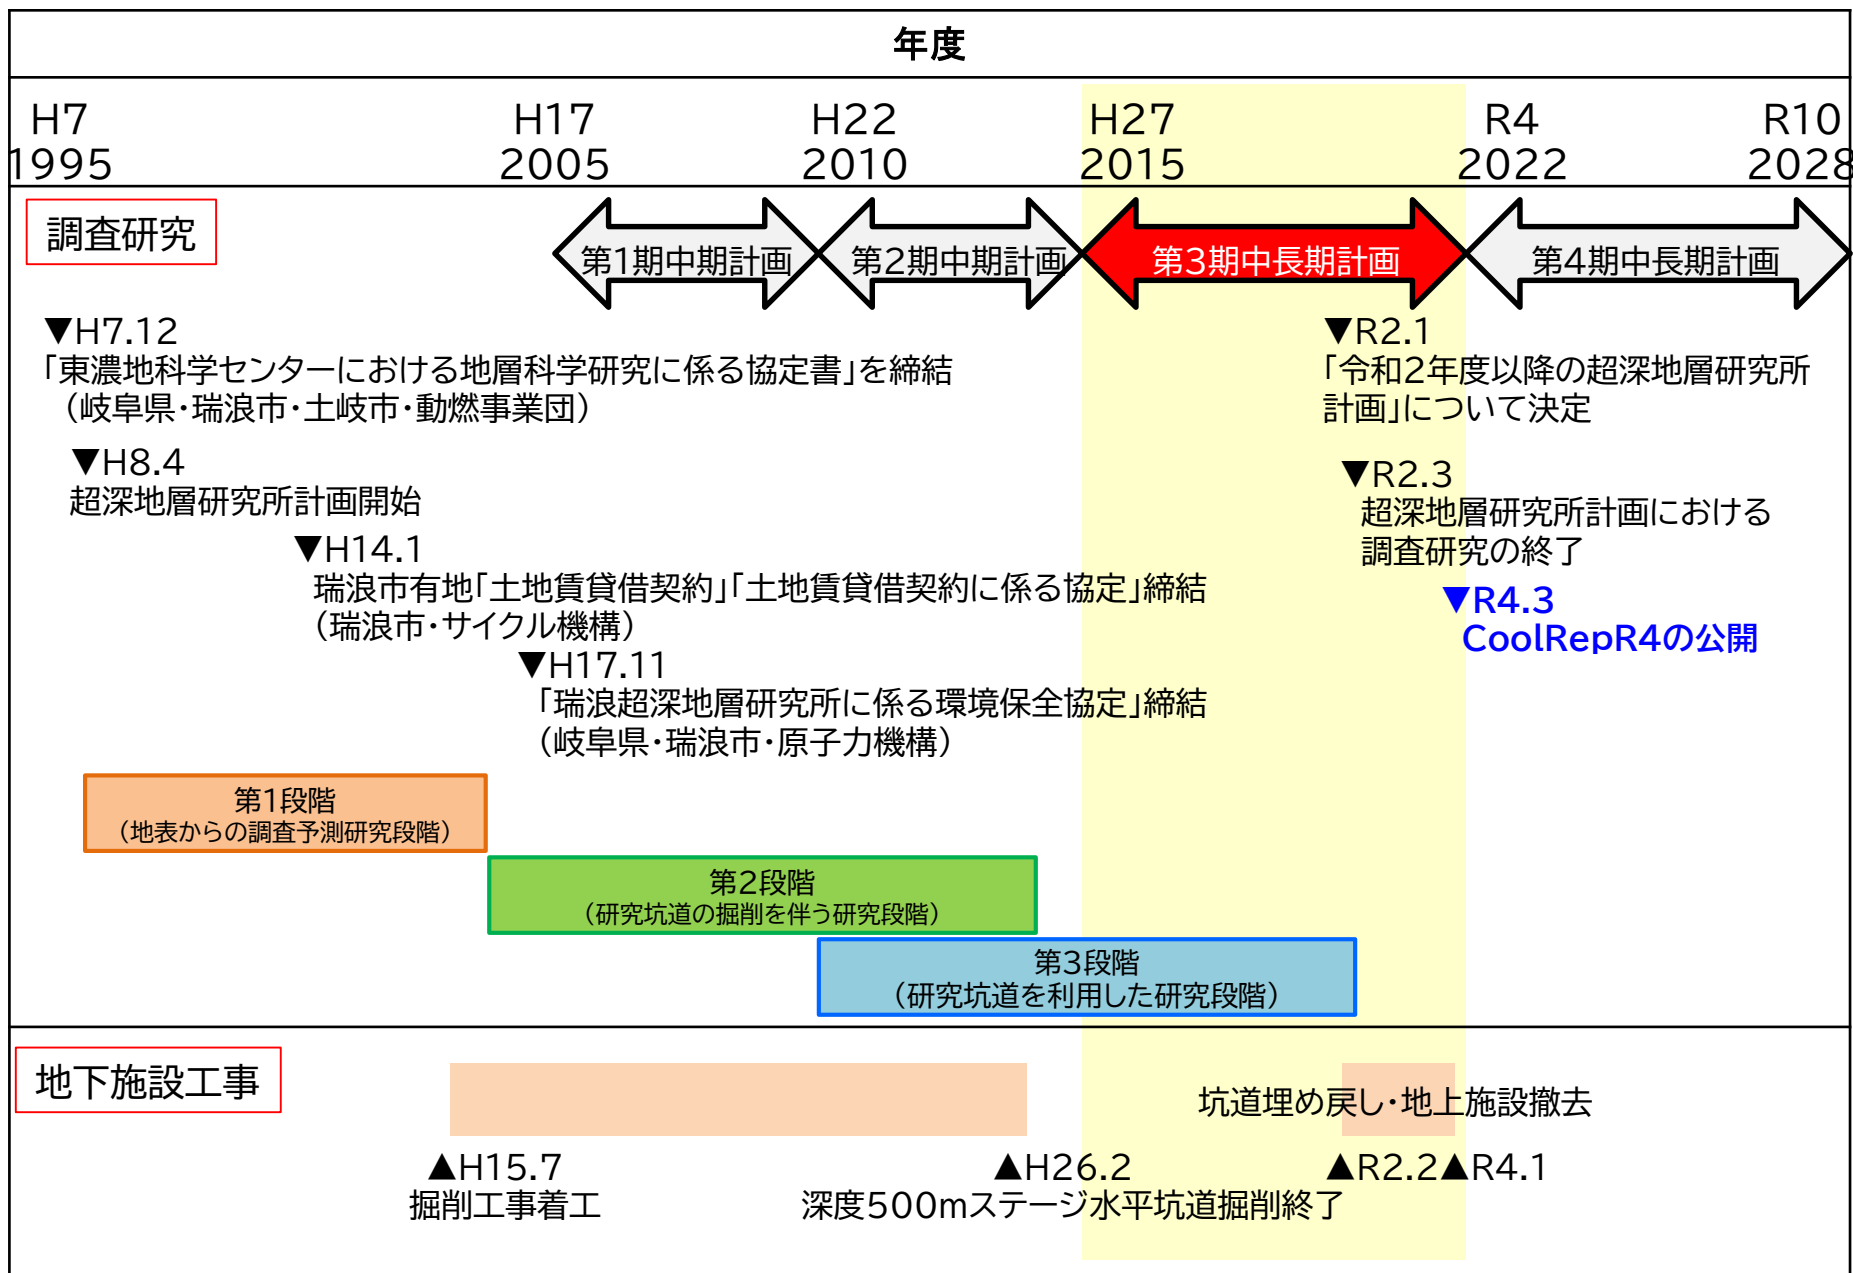 年度
H7 H17 H22 H27 R4 R10
1995 2005 2010 2015 2022 2028
調査研究
第1期中期計画 第2期中期計画 第3期中長期計画 第4期中長期計画
▼H7.12
「東濃地科学センターにおける地層科学研究に係る協定書」を締結
（岐阜県・瑞浪市・土岐市・動燃事業団）
▼R2.1
「令和2年度以降の超深地層研究所
計画」について決定
▼H8.4
超深地層研究所計画開始
▼R2.3
超深地層研究所計画における
調査研究の終了
▼H14.1
瑞浪市有地「土地賃貸借契約」「土地賃貸借契約に係る協定」締結
（瑞浪市・サイクル機構）
▼R4.3
CoolRepR4の公開
▼H17.11
「瑞浪超深地層研究所に係る環境保全協定」締結
（岐阜県・瑞浪市・原子力機構）
第1段階
（地表からの調査予測研究段階）
第2段階
（研究坑道の掘削を伴う研究段階）
第3段階
（研究坑道を利用した研究段階）
地下施設工事
坑道埋め戻し・地上施設撤去
▲H15.7
掘削工事着工
▲H26.2
深度500mステージ水平坑道掘削終了
▲R2.2▲R4.1